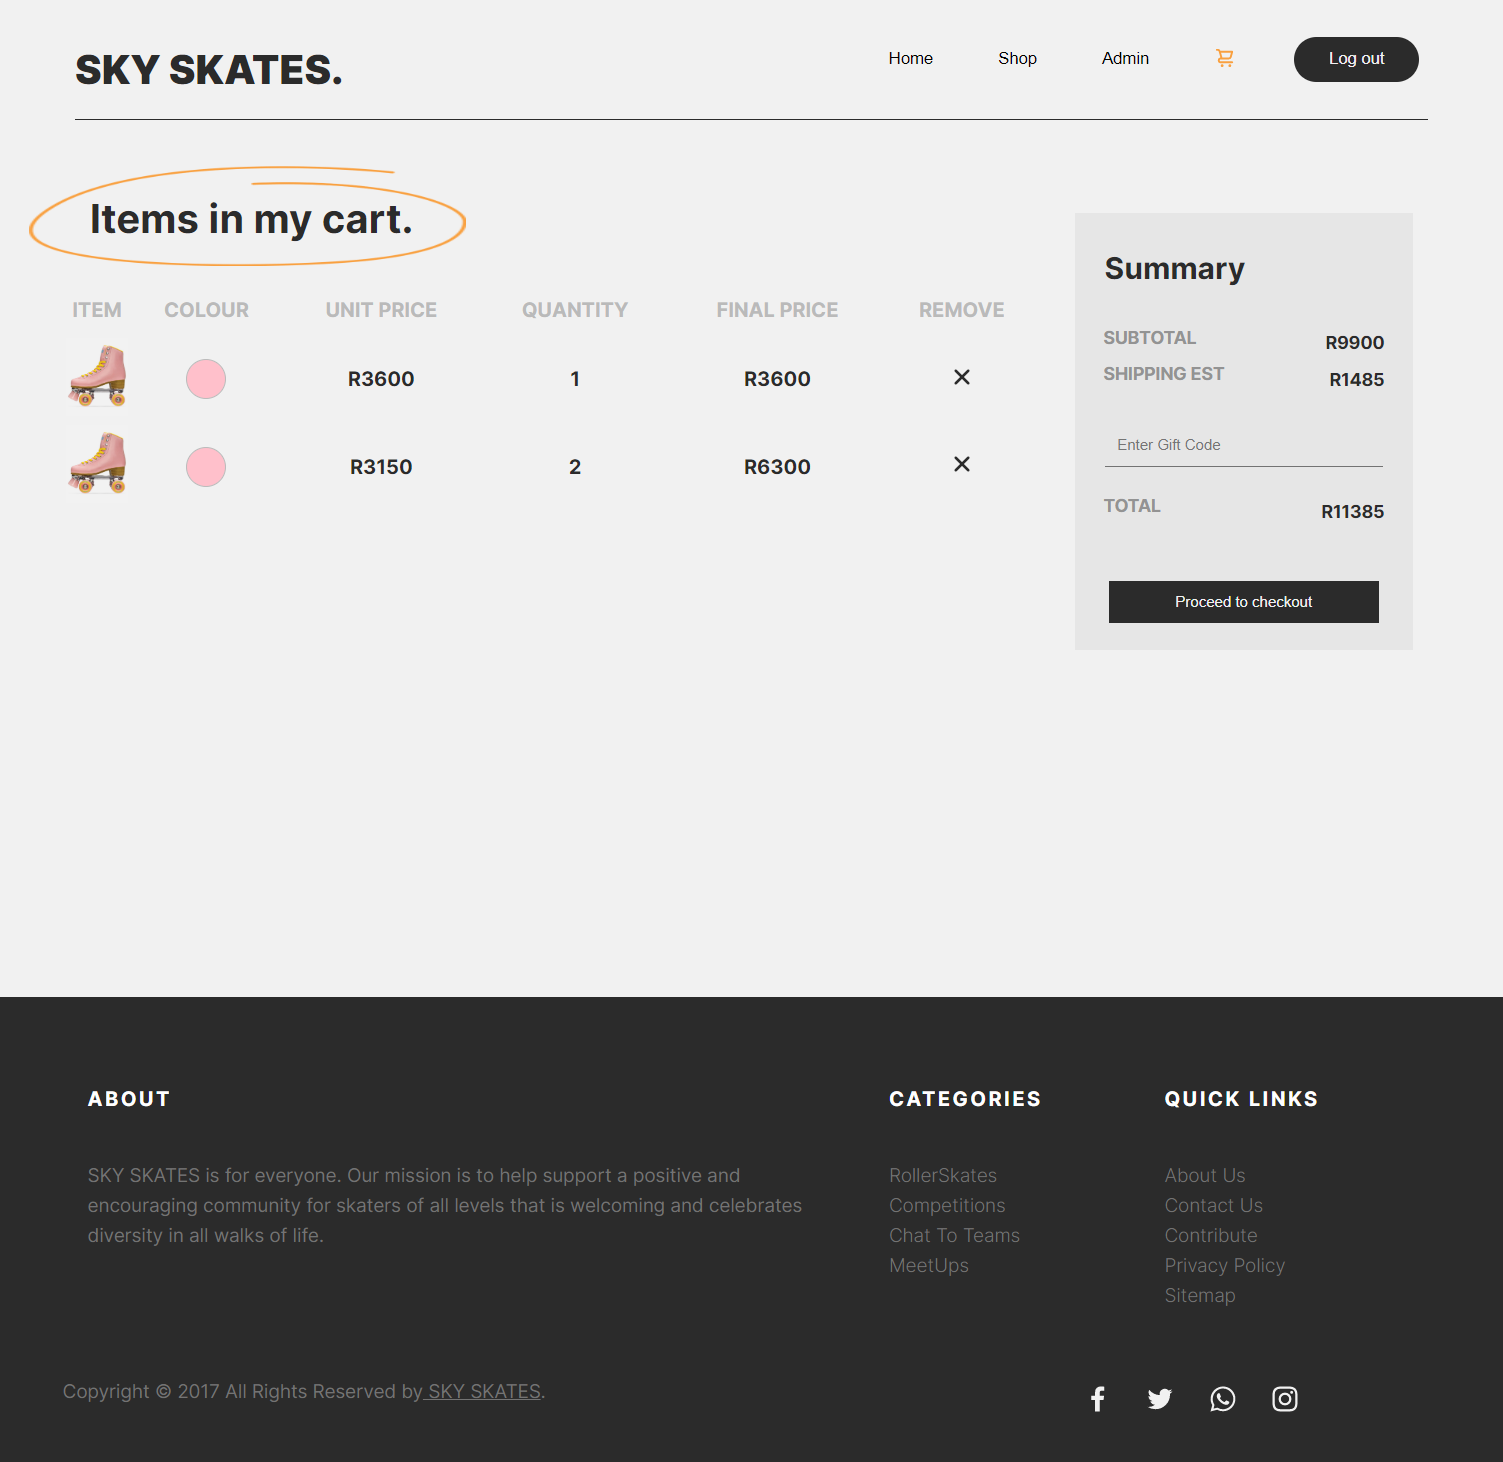 SKY SKATES.
Home
Shop
Admin
Log out
Items in my cart.
ITEM COLOUR UNIT PRICE QUANTITY FINAL PRICE REMOVE
R3600 1 R3600
R3150 2 R6300
Summary
SUBTOTAL R9900
SHIPPING EST R1485
Enter Gift Code
TOTAL R11385
Proceed to checkout
ABOUT
SKY SKATES is for everyone. Our mission is to help support a positive and
encouraging community for skaters of all levels that is welcoming and celebrates
diversity in all walks of life.
CATEGORIES
RollerSkates
Competitions
Chat To Teams
MeetUps
QUICK LINKS
About Us
Contact Us
Contribute
Privacy Policy
Sitemap
Copyright © 2017 All Rights Reserved by SKY SKATES.